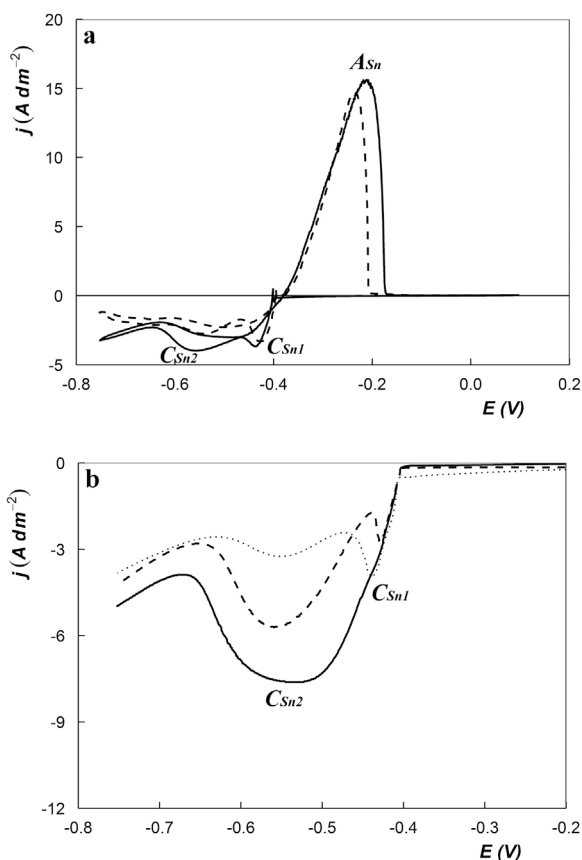 a
j (A dm⁻²)
20
15
10
5
0
-5
A_Sn
C_Sn2
C_Sn1
-0.8 -0.6 -0.4 -0.2 0.0 0.2
E (V)
b
j (A dm⁻²)
0
-3
-6
-9
-12
C_Sn1
C_Sn2
-0.8 -0.7 -0.6 -0.5 -0.4 -0.3 -0.2
E (V)